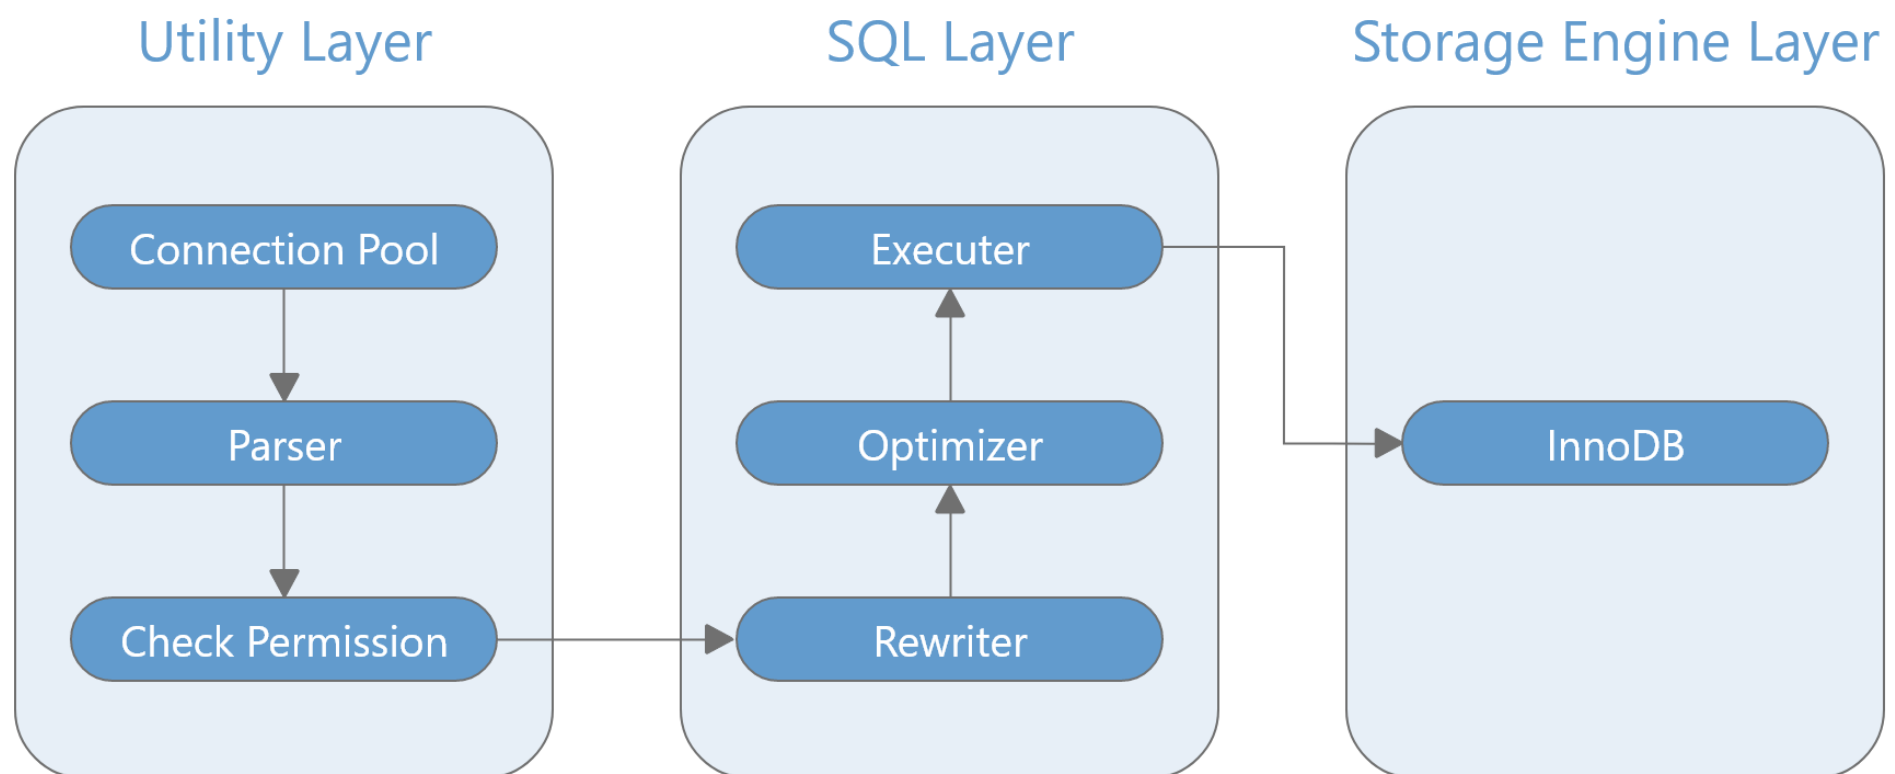 Utility Layer
SQL Layer
Storage Engine Layer
Connection Pool
Parser
Check Permission
Executer
Optimizer
Rewriter
InnoDB